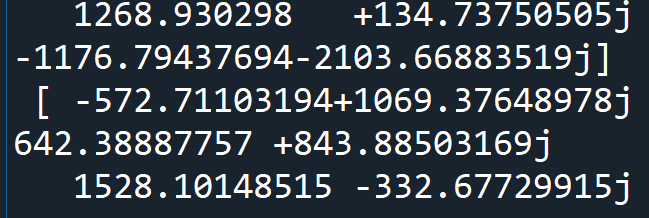 1268.930298   +134.73750505j
-1176.79437694-2103.66883519j]
[ -572.71103194+1069.37648978j
642.38887757 +843.88503169j
1528.10148515 -332.67729915j